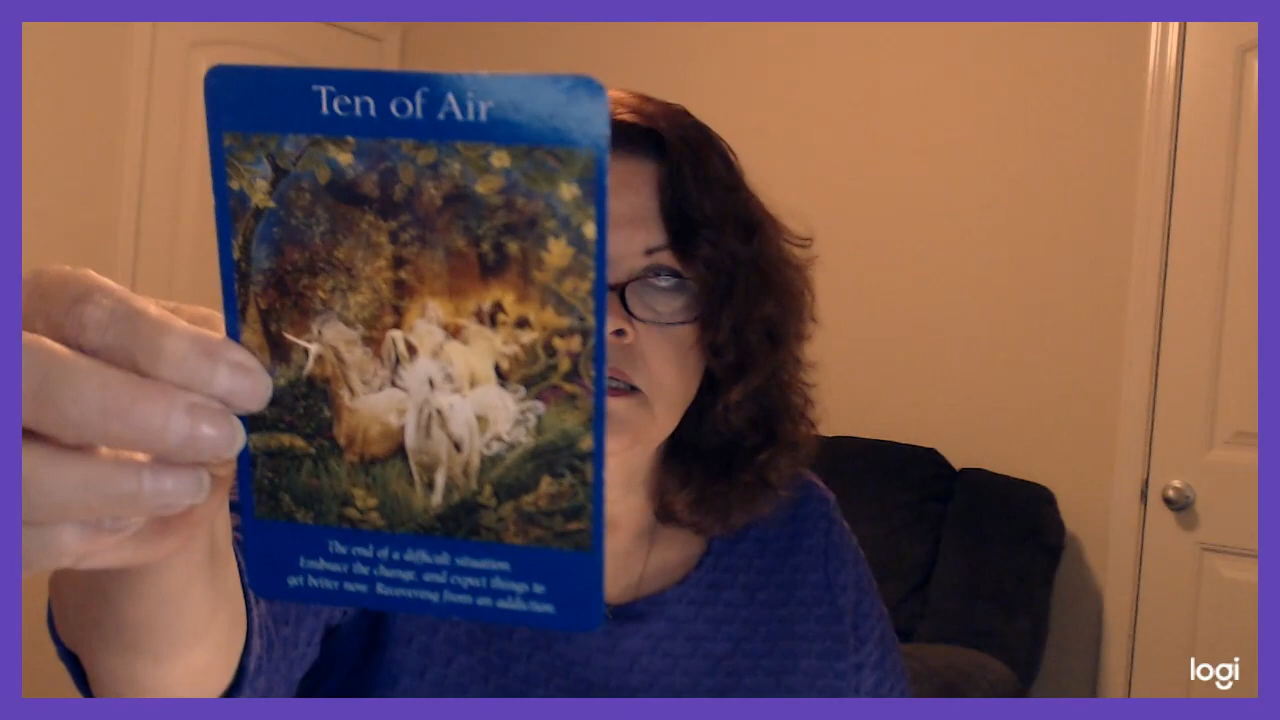 Ten of Air
The end of a difficult situation.
Embrace the change, and expect things to
get better now. Recovering from an addiction.
logi